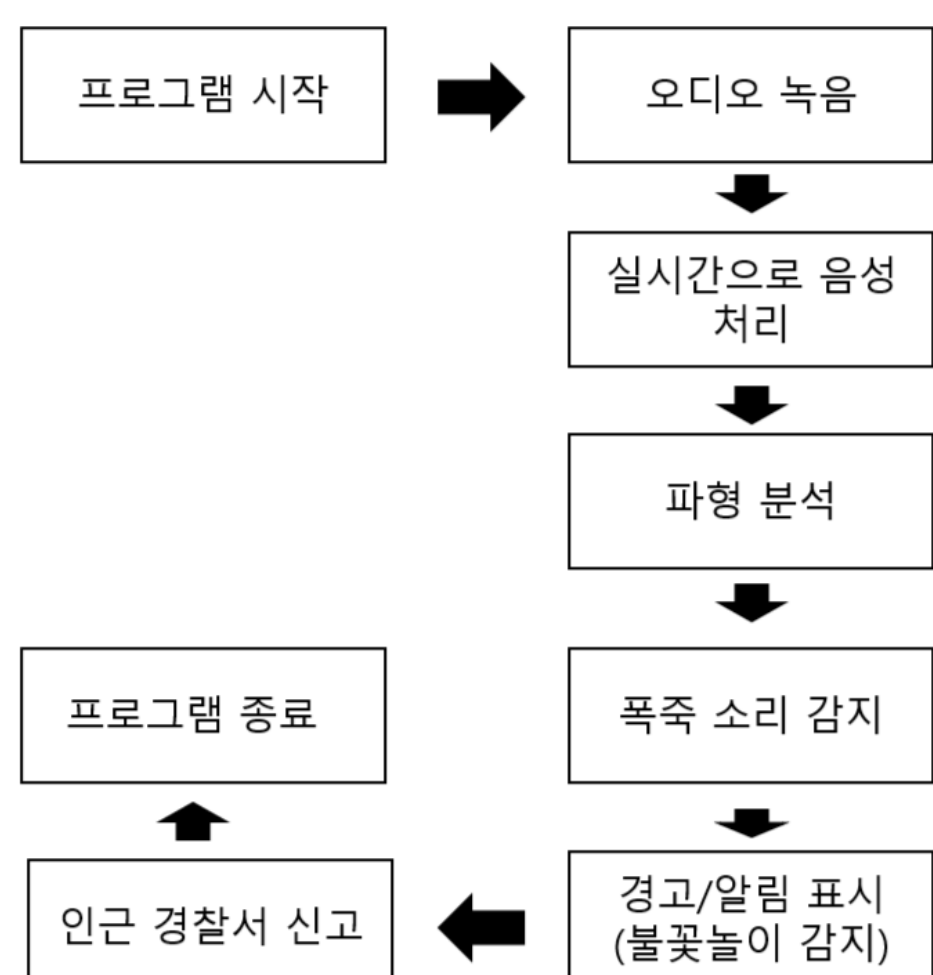 프로그램 시작
오디오 녹음
실시간으로 음성
처리
파형 분석
폭죽 소리 감지
경고/알림 표시
(불꽃놀이 감지)
인근 경찰서 신고
프로그램 종료